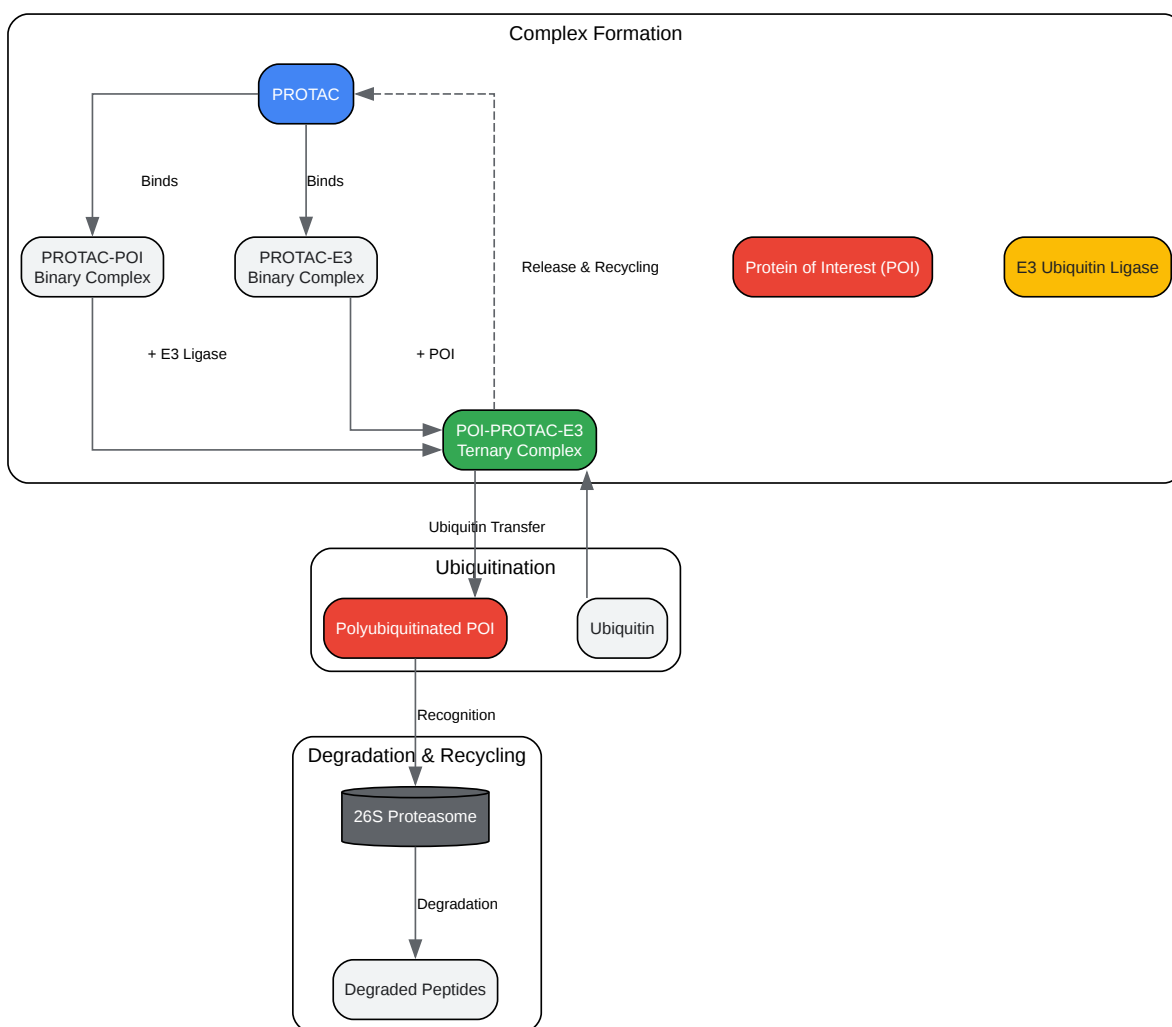 Complex Formation
PROTAC
Binds
Binds
PROTAC-POI
Binary Complex
PROTAC-E3
Binary Complex
Release & Recycling
Protein of Interest (POI)
E3 Ubiquitin Ligase
+ E3 Ligase
+ POI
POI-PROTAC-E3
Ternary Complex
Ubiquitin Transfer
Ubiquitination
Polyubiquitinated POI
Ubiquitin
Recognition
Degradation & Recycling
26S Proteasome
Degradation
Degraded Peptides